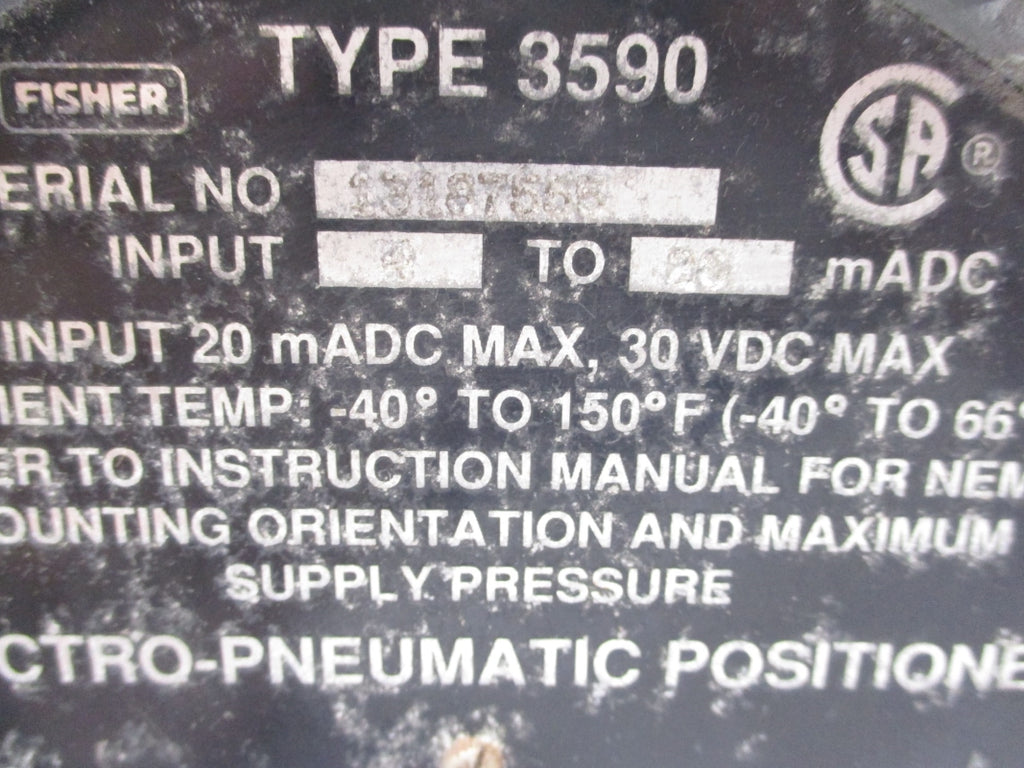 TYPE 3590
FISHER
SA ®
ERIAL NO
INPUT TO mADC
INPUT 20 mADC MAX, 30 VDC MAX
IENT TEMP: -40° TO 150°F (-40° TO 66°
ER TO INSTRUCTION MANUAL FOR NEM
OUNTING ORIENTATION AND MAXIMUM
SUPPLY PRESSURE
CTRO-PNEUMATIC POSITIONE